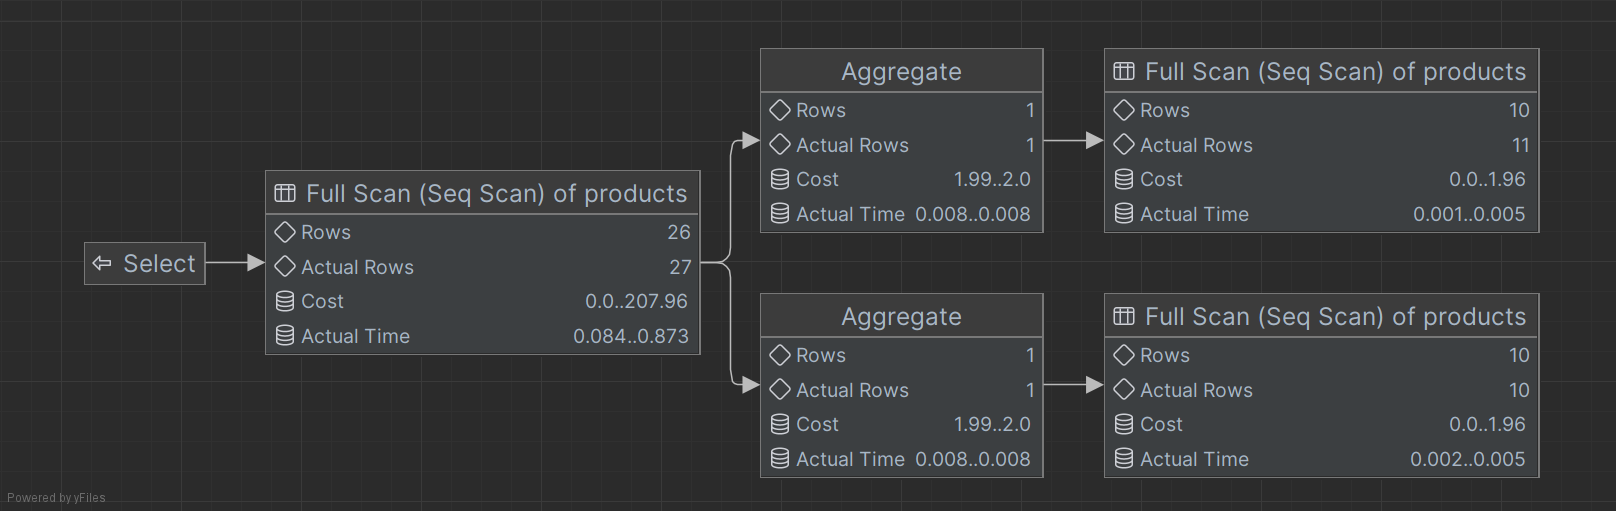 Select
Full Scan (Seq Scan) of products
Rows 26
Actual Rows 27
Cost 0.0..207.96
Actual Time 0.084..0.873
Aggregate
Rows 1
Actual Rows 1
Cost 1.99..2.0
Actual Time 0.008..0.008
Full Scan (Seq Scan) of products
Rows 10
Actual Rows 11
Cost 0.0..1.96
Actual Time 0.001..0.005
Aggregate
Rows 1
Actual Rows 1
Cost 1.99..2.0
Actual Time 0.008..0.008
Full Scan (Seq Scan) of products
Rows 10
Actual Rows 10
Cost 0.0..1.96
Actual Time 0.002..0.005
Powered by yFiles